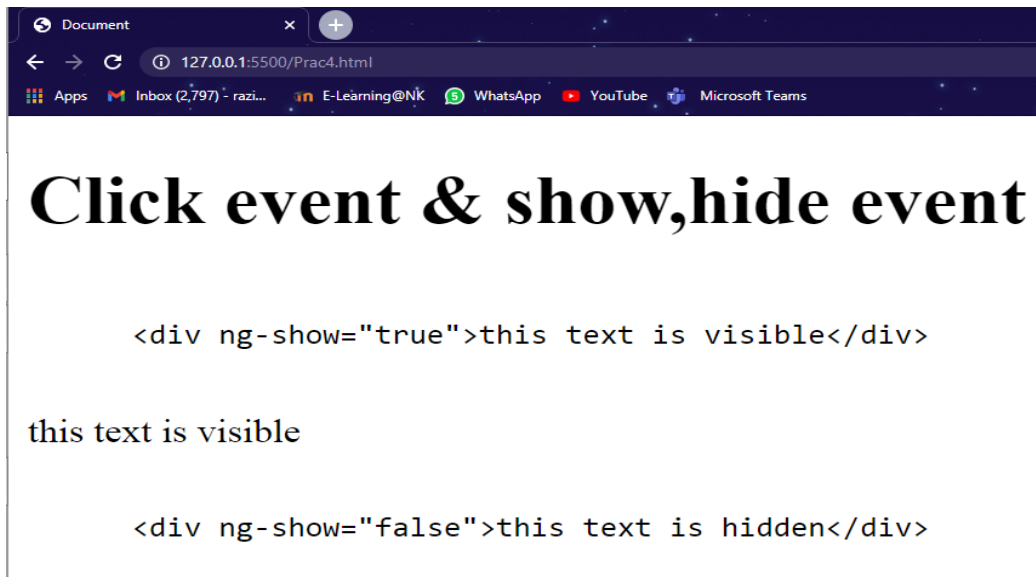 Document
127.0.0.1:5500/Prac4.html
Apps Inbox (2,797) - razi... E-Learning@NK WhatsApp YouTube Microsoft Teams
Click event & show,hide event
<div ng-show="true">this text is visible</div>
this text is visible
<div ng-show="false">this text is hidden</div>